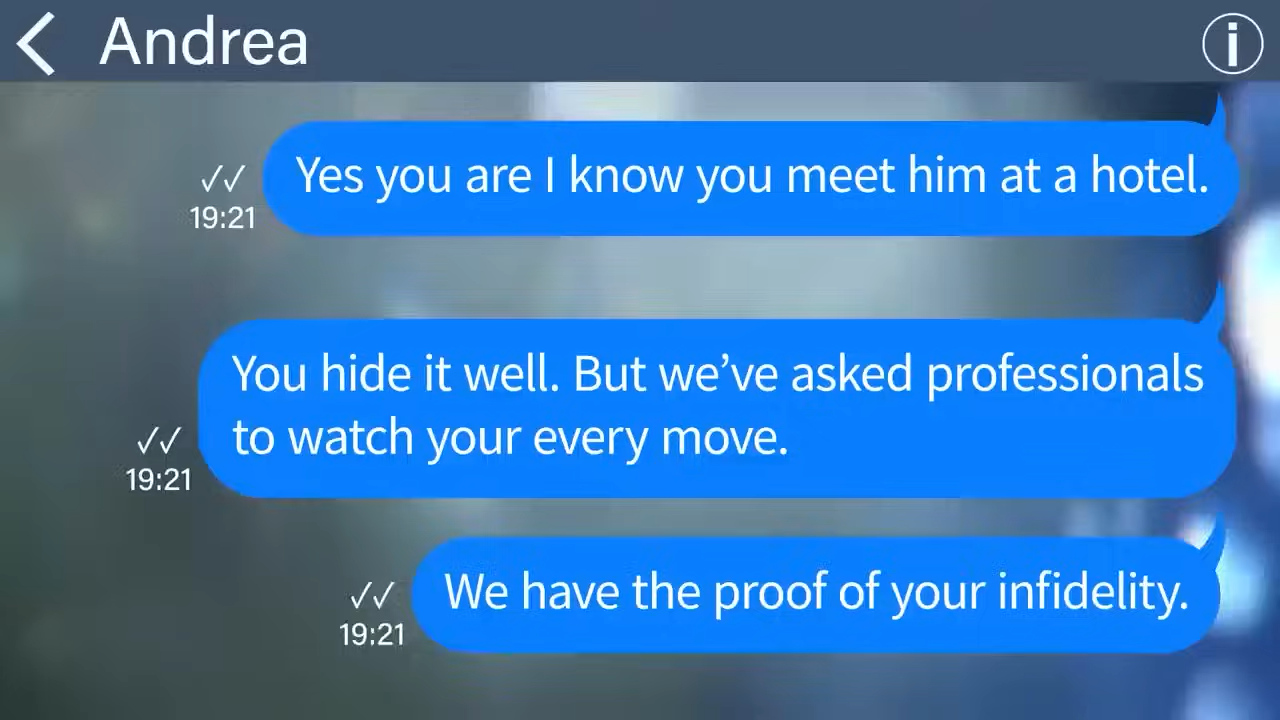 Andrea
Yes you are I know you meet him at a hotel.
19:21
You hide it well. But we’ve asked professionals
to watch your every move.
19:21
We have the proof of your infidelity.
19:21